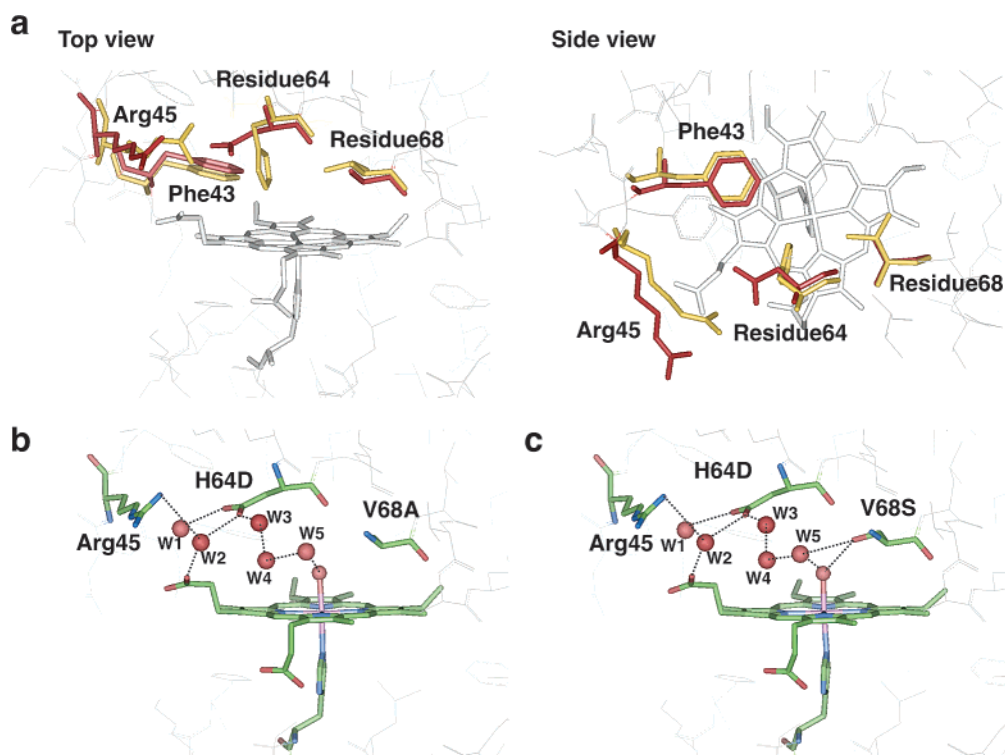 a
Top view
Side view
Residue64
Arg45
Residue68
Phe43
Phe43
Residue68
Arg45
Residue64
b
H64D
V68A
Arg45
W1
W2
W3
W4
W5
c
H64D
V68S
Arg45
W1
W2
W3
W4
W5